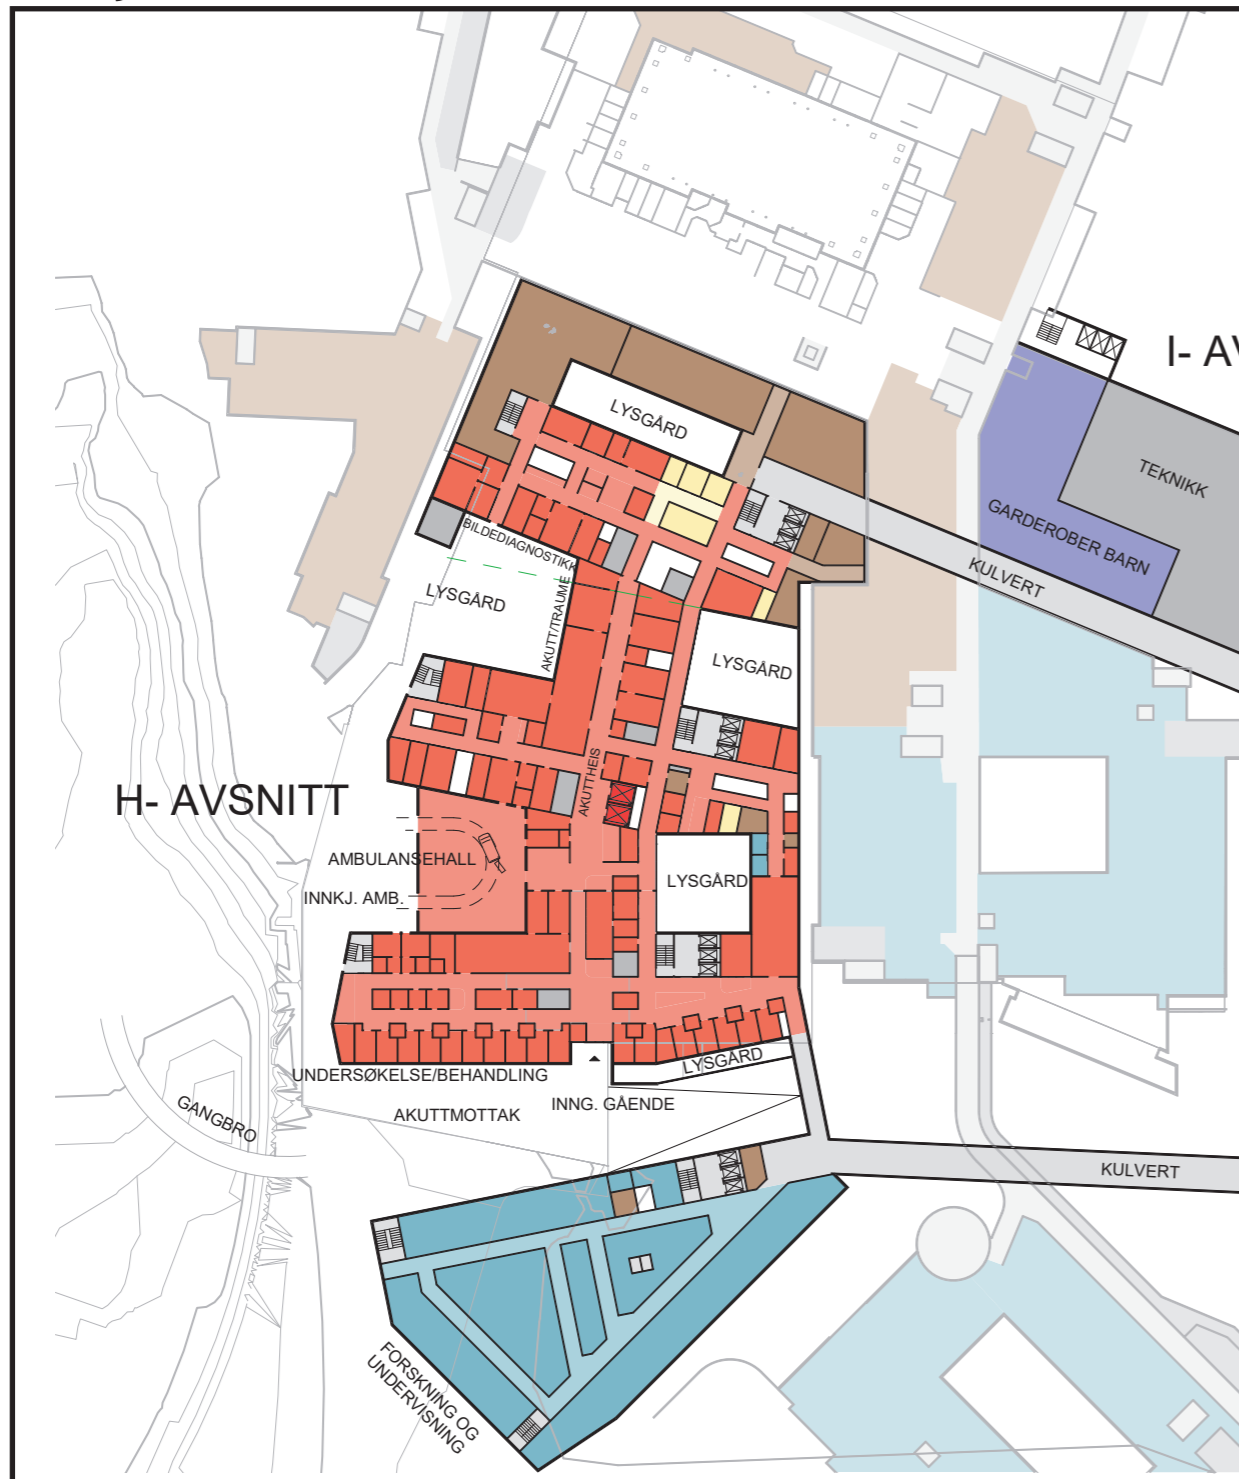 I- AV
LYSGÅRD
TEKNIKK
GARDEROBER BARN
BILDEDIAGNOSTIKK
KULVERT
LYSGÅRD
AKUTT/TRAUME
LYSGÅRD
AKUTTHEIS
H- AVSNITT
AMBULANSEHALL
LYSGÅRD
INNKJ. AMB.
LYSGÅRD
UNDERSØKELSE/BEHANDLING
INNG. GÅENDE
AKUTTMOTTAK
GANGBRO
KULVERT
FORSKNING OG
UNDERVISNING